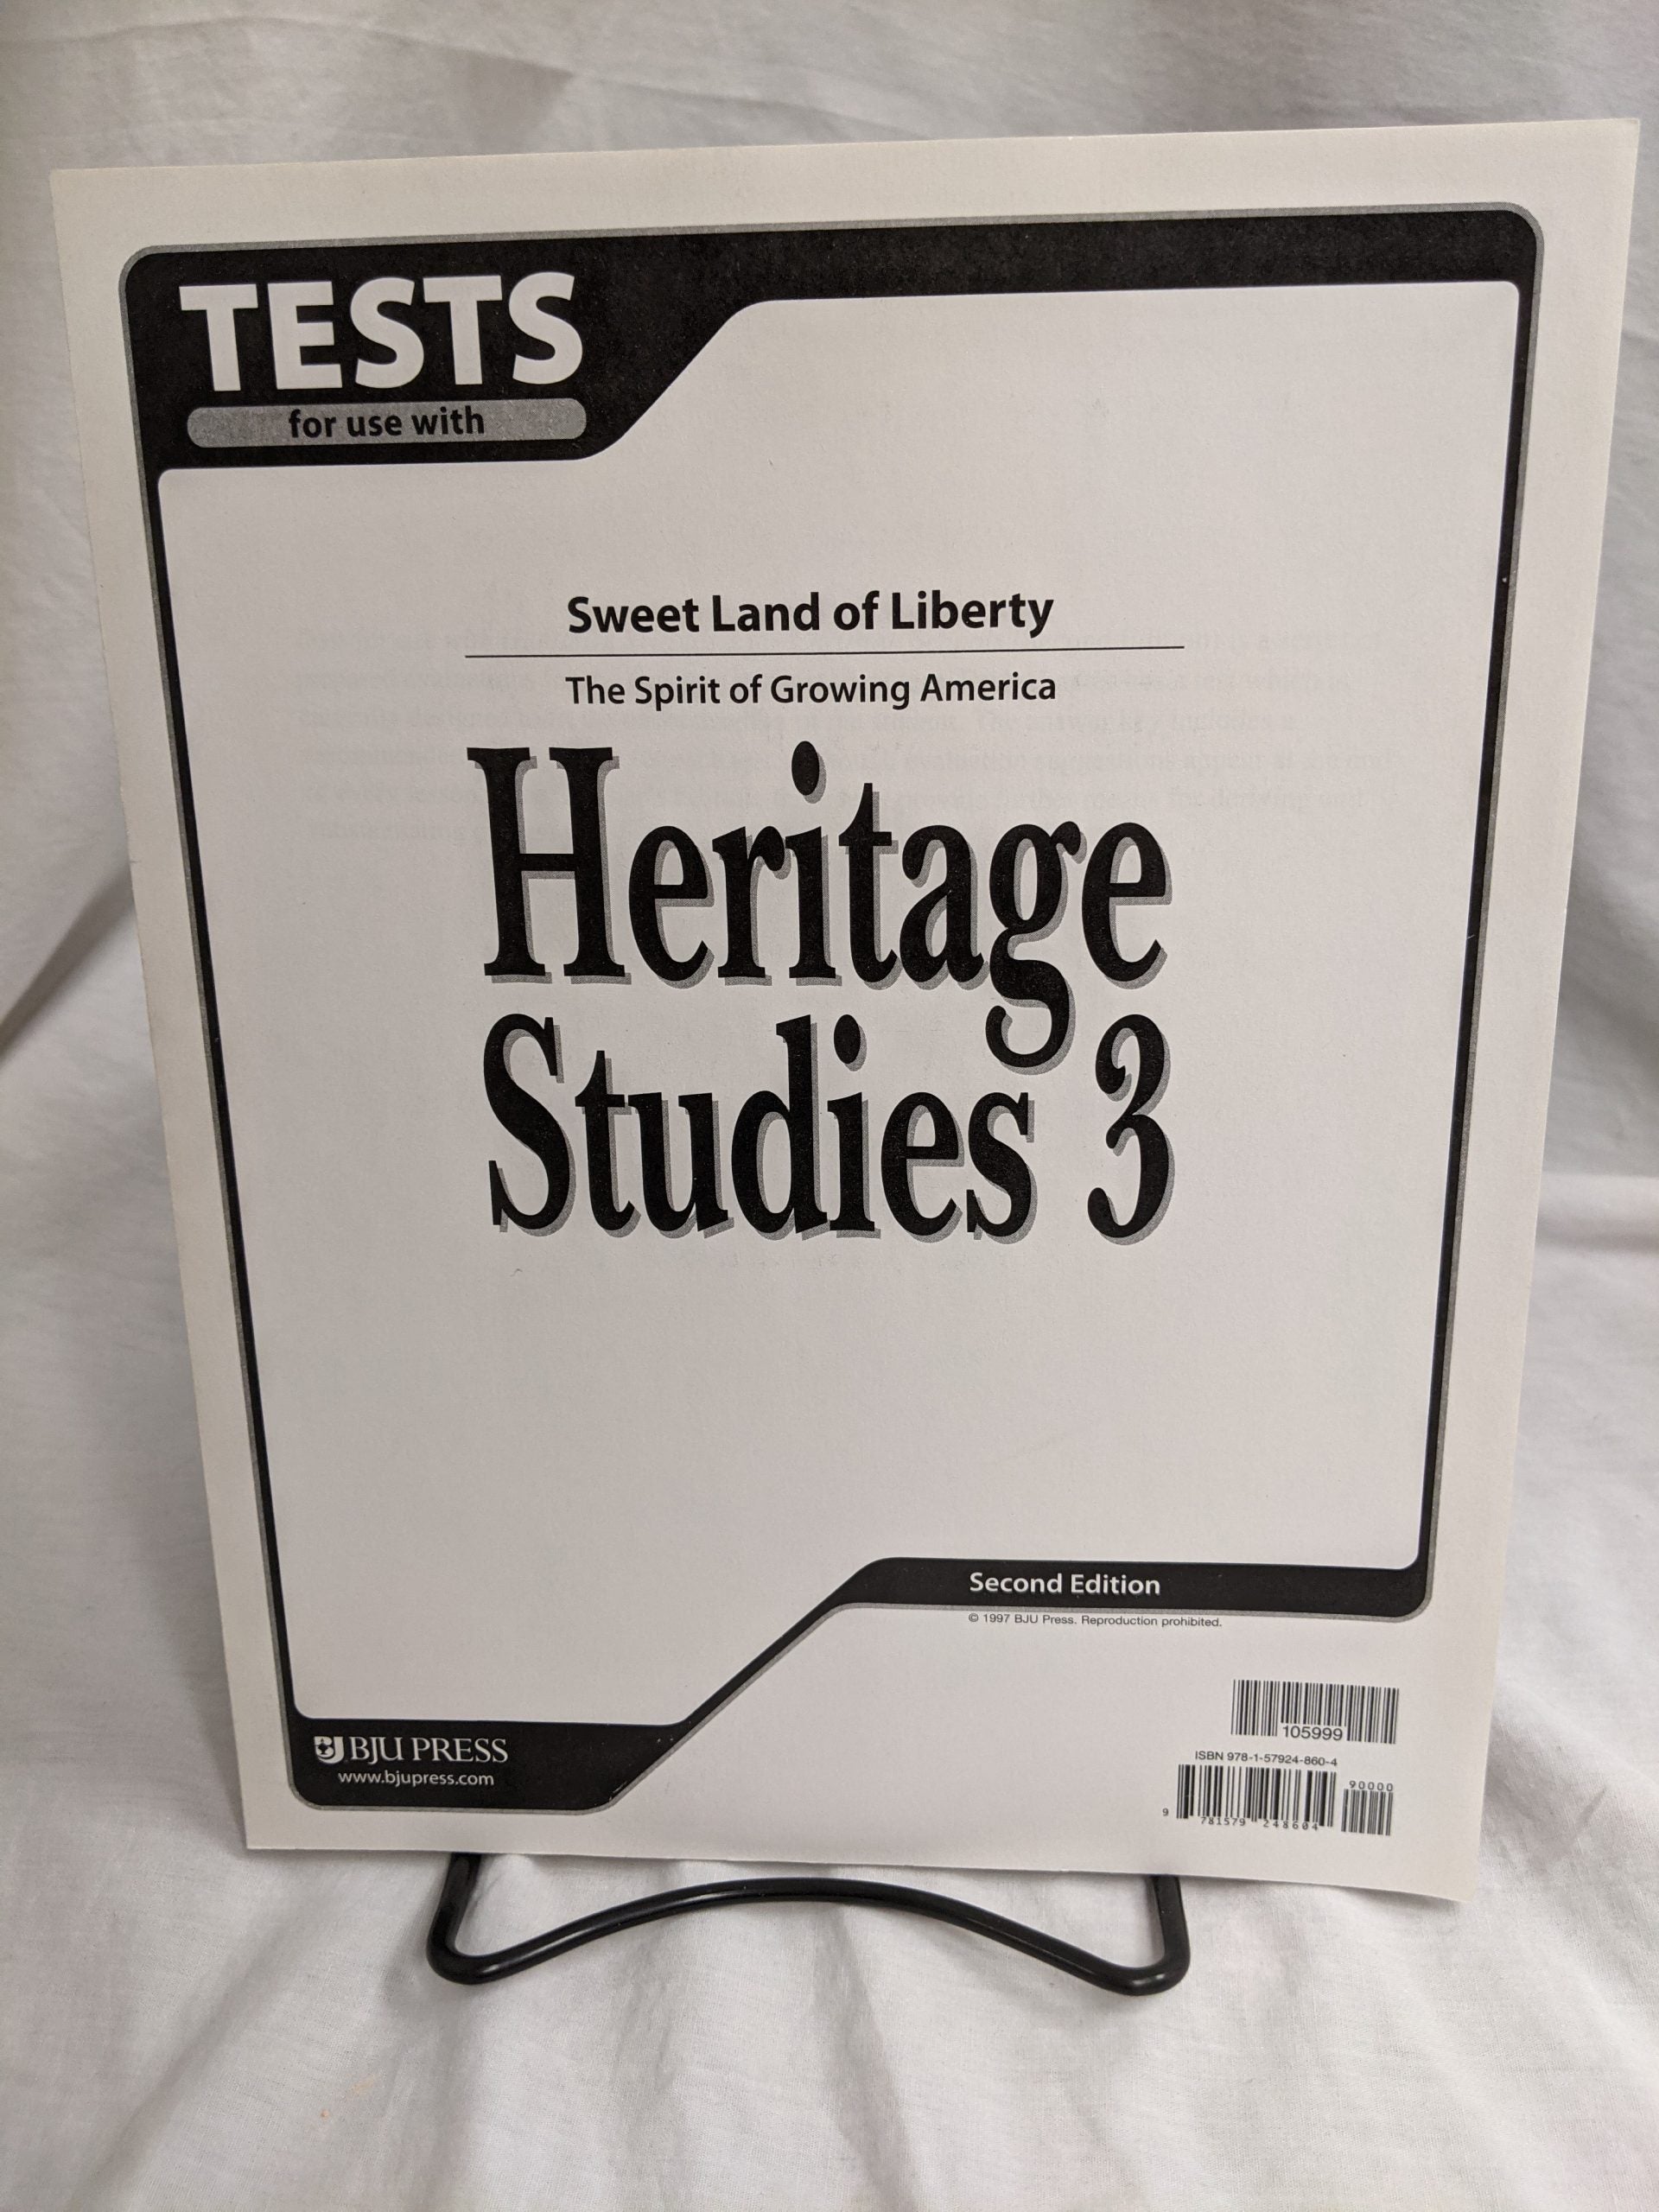 TESTS
for use with
Sweet Land of Liberty
The Spirit of Growing America
Heritage
Studies 3
Second Edition
© 1997 BJU Press. Reproduction prohibited.
BJU PRESS
www.bjupress.com
105999
ISBN 978-1-57924-860-4
90000
9 781579 248604